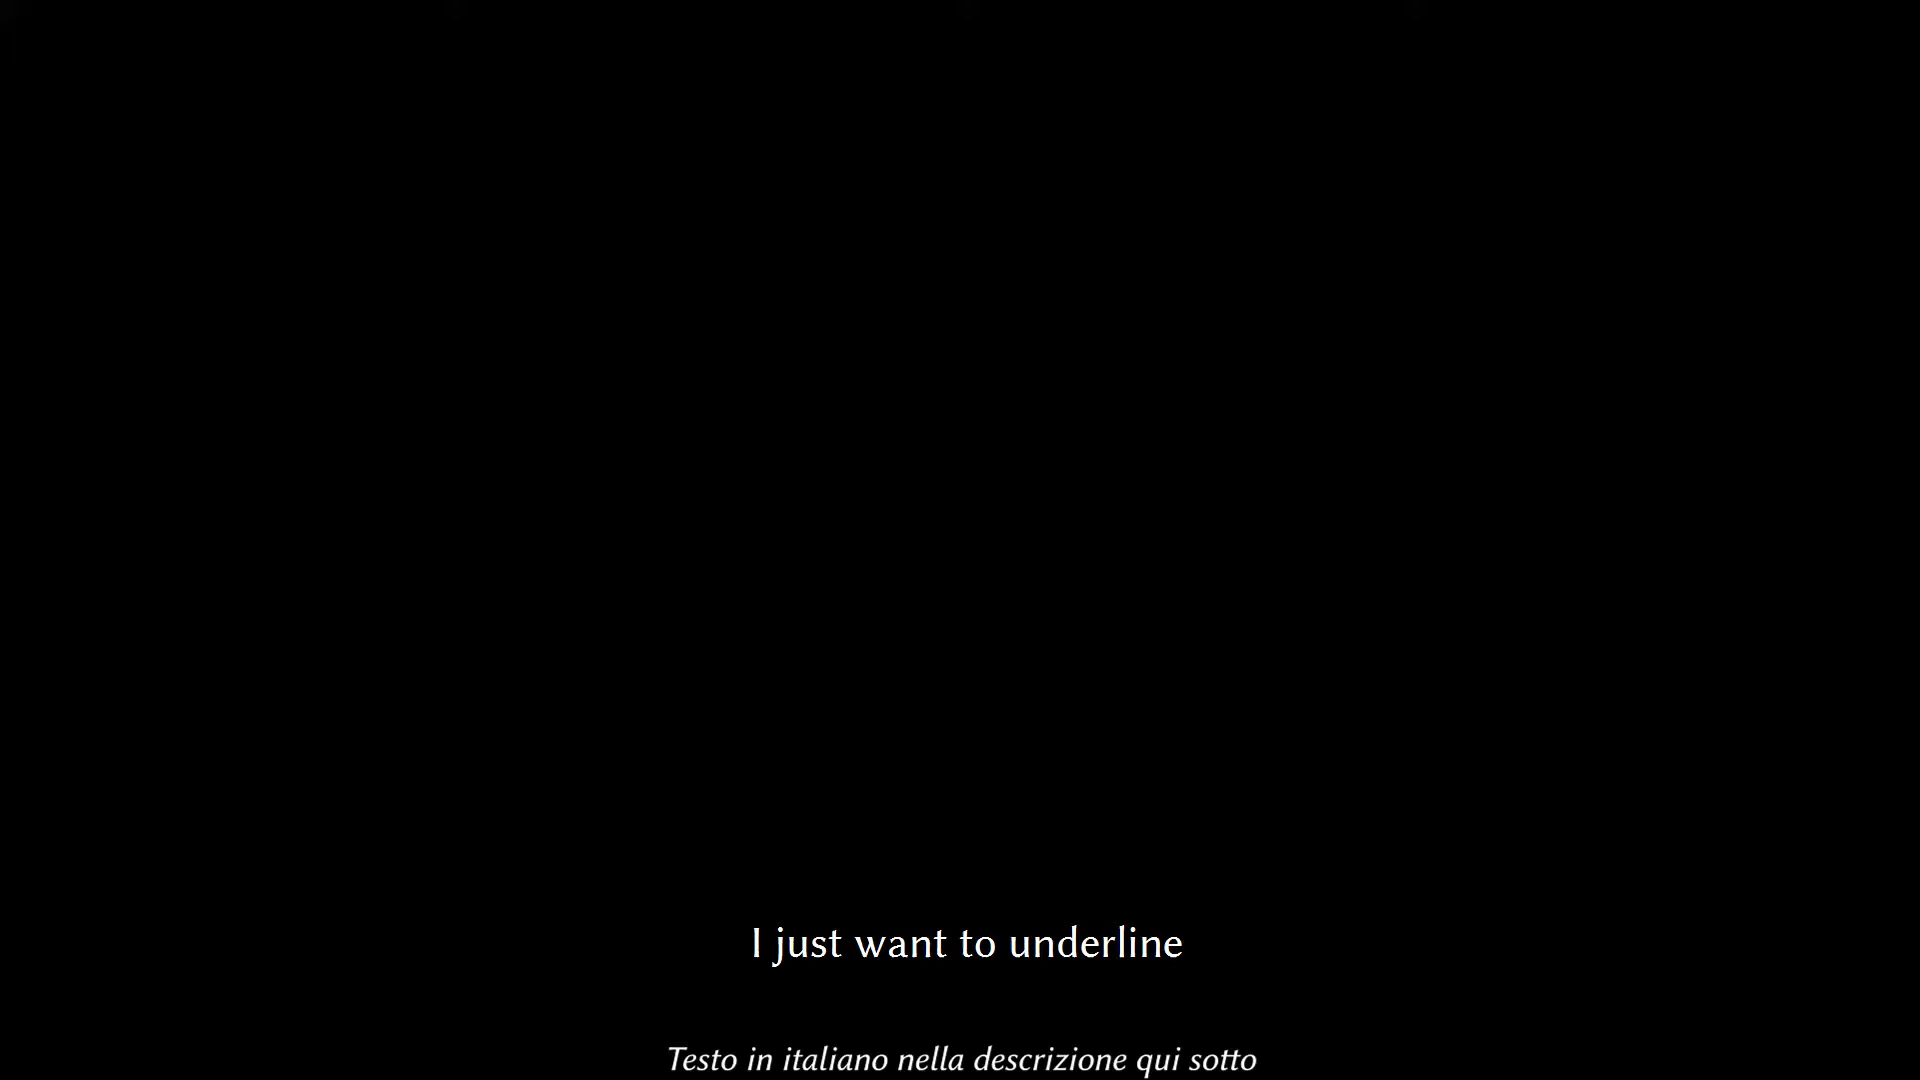 I just want to underline
Testo in italiano nella descrizione qui sotto